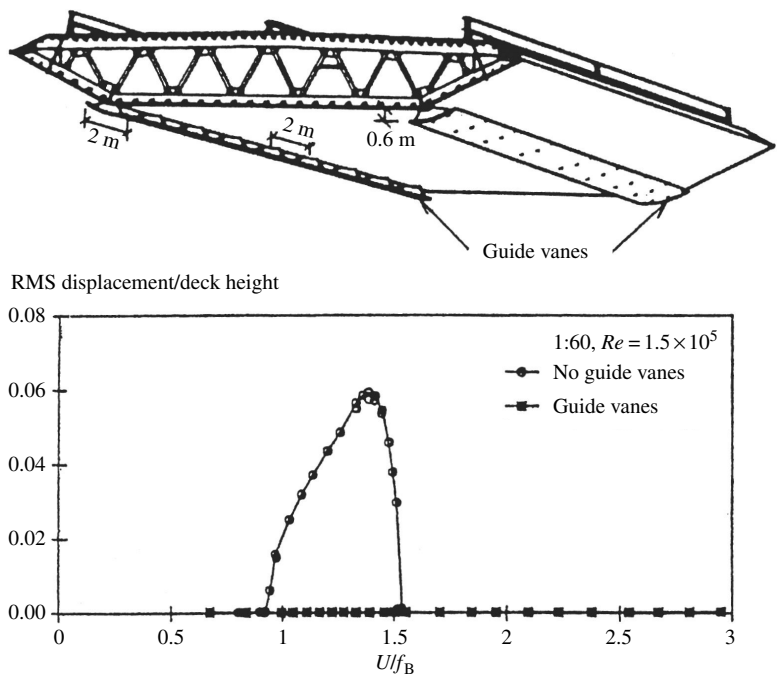 2 m
2 m
0.6 m
Guide vanes
RMS displacement/deck height
0.08
1:60, Re = 1.5 × 10⁵
No guide vanes
0.06
Guide vanes
0.04
0.02
0.00
0 0.5 1 1.5 2 2.5 3
U/f_B